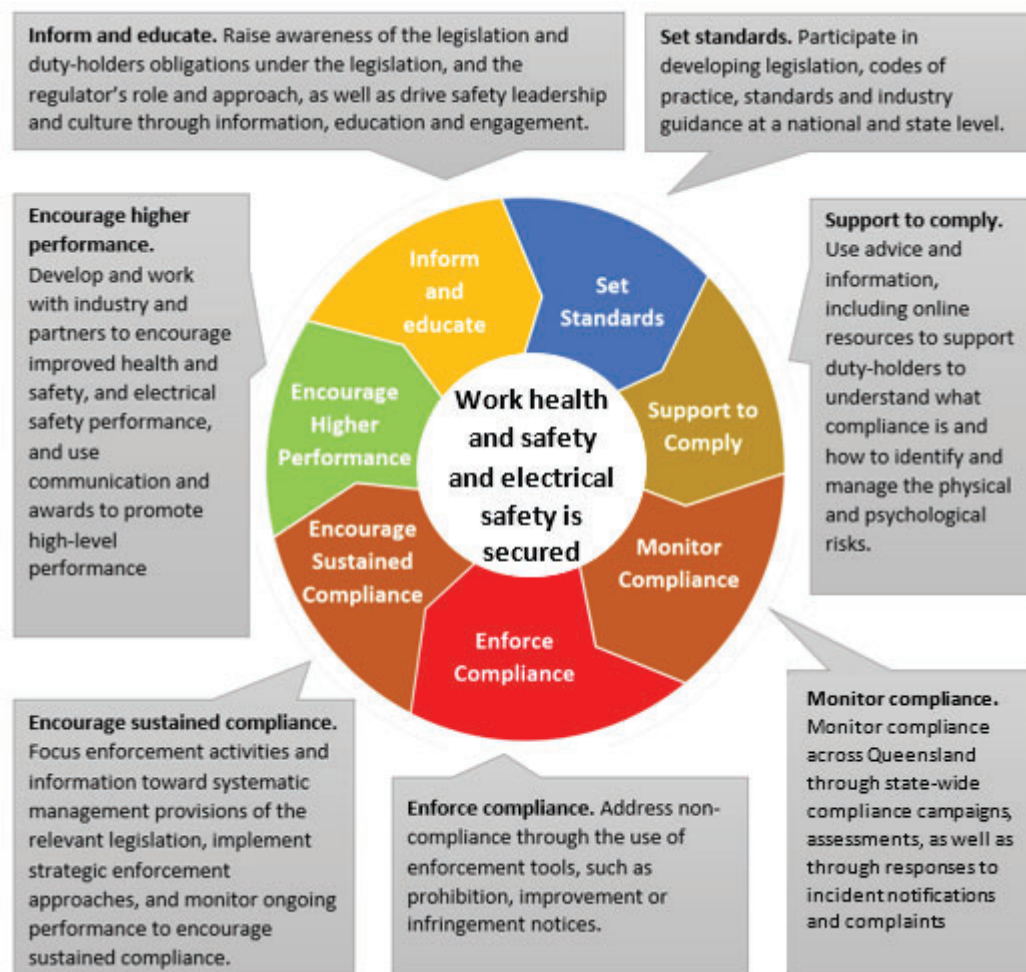 Inform and educate. Raise awareness of the legislation and
duty-holders obligations under the legislation, and the
regulator's role and approach, as well as drive safety leadership
and culture through information, education and engagement.
Set standards. Participate in
developing legislation, codes of
practice, standards and industry
guidance at a national and state level.
Encourage higher
performance.
Develop and work
with industry and
partners to encourage
improved health and
safety, and electrical
safety performance,
and use
communication and
awards to promote
high-level
performance
Inform
and
educate
Set
Standards
Support to
Comply
Monitor
Compliance
Enforce
Compliance
Encourage
Sustained
Compliance
Encourage
Higher
Performance
Work health
and safety
and electrical
safety is
secured
Support to comply.
Use advice and
information,
including online
resources to support
duty-holders to
understand what
compliance is and
how to identify and
manage the physical
and psychological
risks.
Encourage sustained compliance.
Focus enforcement activities and
information toward systematic
management provisions of the
relevant legislation, implement
strategic enforcement
approaches, and monitor ongoing
performance to encourage
sustained compliance.
Enforce compliance. Address non-
compliance through the use of
enforcement tools, such as
prohibition, improvement or
infringement notices.
Monitor compliance.
Monitor compliance
across Queensland
through state-wide
compliance campaigns,
assessments, as well as
through responses to
incident notifications
and complaints